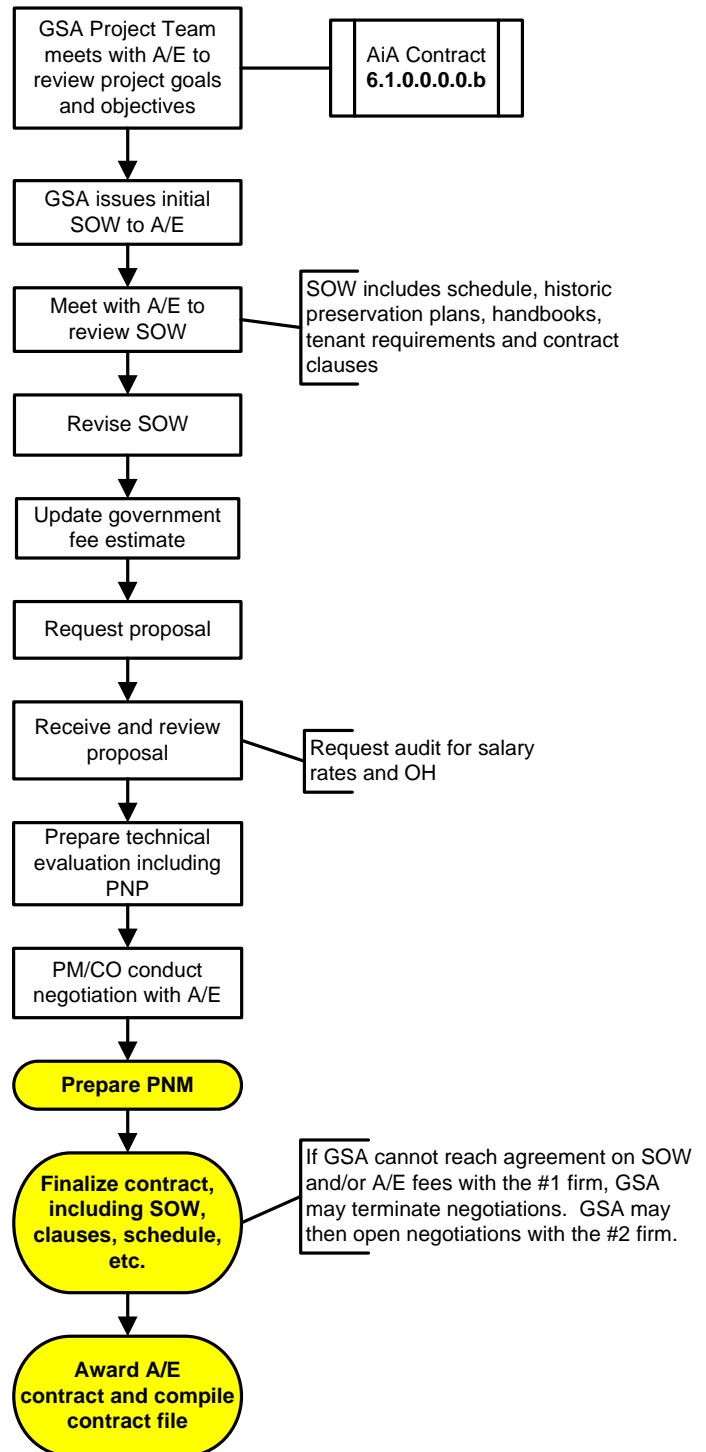 GSA Project Team
meets with A/E to
review project goals
and objectives
AiA Contract
6.1.0.0.0.0.b
GSA issues initial
SOW to A/E
Meet with A/E to
review SOW
SOW includes schedule, historic
preservation plans, handbooks,
tenant requirements and contract
clauses
Revise SOW
Update government
fee estimate
Request proposal
Receive and review
proposal
Request audit for salary
rates and OH
Prepare technical
evaluation including
PNP
PM/CO conduct
negotiation with A/E
Prepare PNM
Finalize contract,
including SOW,
clauses, schedule,
etc.
If GSA cannot reach agreement on SOW
and/or A/E fees with the #1 firm, GSA
may terminate negotiations.  GSA may
then open negotiations with the #2 firm.
Award A/E
contract and compile
contract file